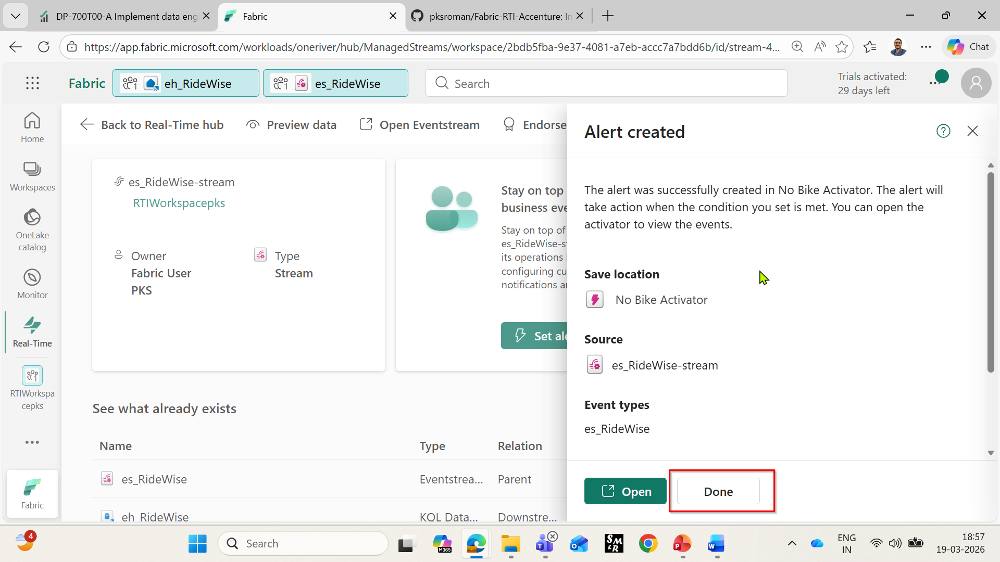 DP-700T00-A Implement data eng
Fabric
pksroman/Fabric-RTI-Accenture: In
https://app.fabric.microsoft.com/workloads/oneriver/hub/ManagedStreams/workspace/2bdb5fba-9e37-4081-a7eb-accc7a7bdd6b/id/stream-4...
Chat
Fabric
eh_RideWise
es_RideWise
Search
Trials activated:
29 days left
Home
Workspaces
OneLake
catalog
Monitor
Real-Time
RTIWorkspa
cepks
Fabric
Back to Real-Time hub
Preview data
Open Eventstream
Endorse
es_RideWise-stream
RTIWorkspacepks
Owner
Fabric User
PKS
Type
Stream
Stay on top
business eve
Stay on top of
es_RideWise-st
its operations
configuring cu
notifications an
Set ale
See what already exists
Name
Type
Relation
es_RideWise
Eventstrea...
Parent
eh_RideWise
KQL Data...
Downstre...
Alert created
The alert was successfully created in No Bike Activator. The alert will
take action when the condition you set is met. You can open the
activator to view the events.
Save location
No Bike Activator
Source
es_RideWise-stream
Event types
es_RideWise
Open
Done
4
Search
M365
SM
&R
ENG
IN
18:57
19-03-2026